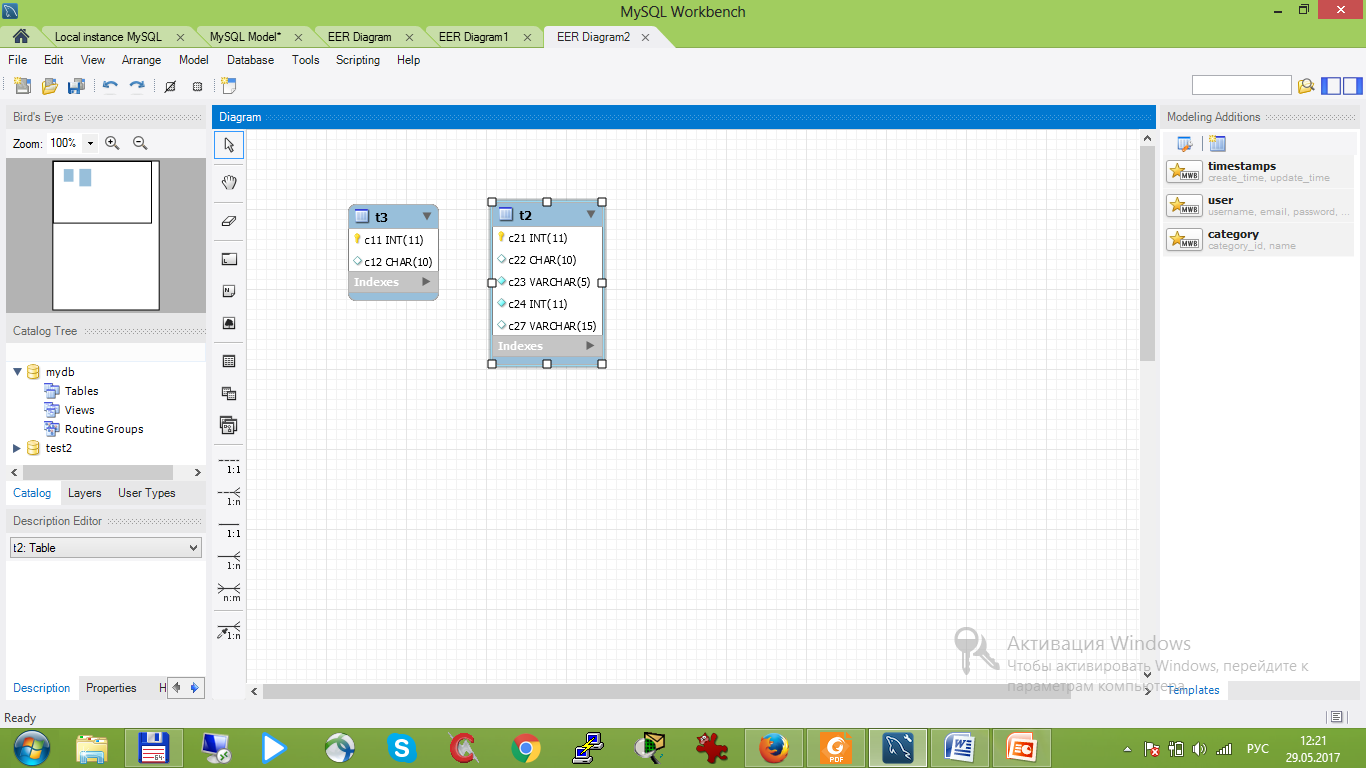 MySQL Workbench
Local instance MySQL
MySQL Model*
EER Diagram
EER Diagram1
EER Diagram2
File Edit View Arrange Model Database Tools Scripting Help
Bird's Eye
Zoom: 100%
Catalog Tree
mydb
Tables
Views
Routine Groups
test2
Catalog Layers User Types
Description Editor
t2: Table
Description Properties H
Diagram
1:1
1:n
1:1
1:n
n:m
1:n
t3
c11 INT(11)
c12 CHAR(10)
Indexes
t2
c21 INT(11)
c22 CHAR(10)
c23 VARCHAR(5)
c24 INT(11)
c27 VARCHAR(15)
Indexes
Modeling Additions
MWB
timestamps
create_time, update_time
MWB
user
username, email, password, ...
MWB
category
category_id, name
Активация Windows
Чтобы активировать Windows, перейдите к
параметрам компьютера.
Templates
Ready
64
PDF
РУС
12:21
29.05.2017